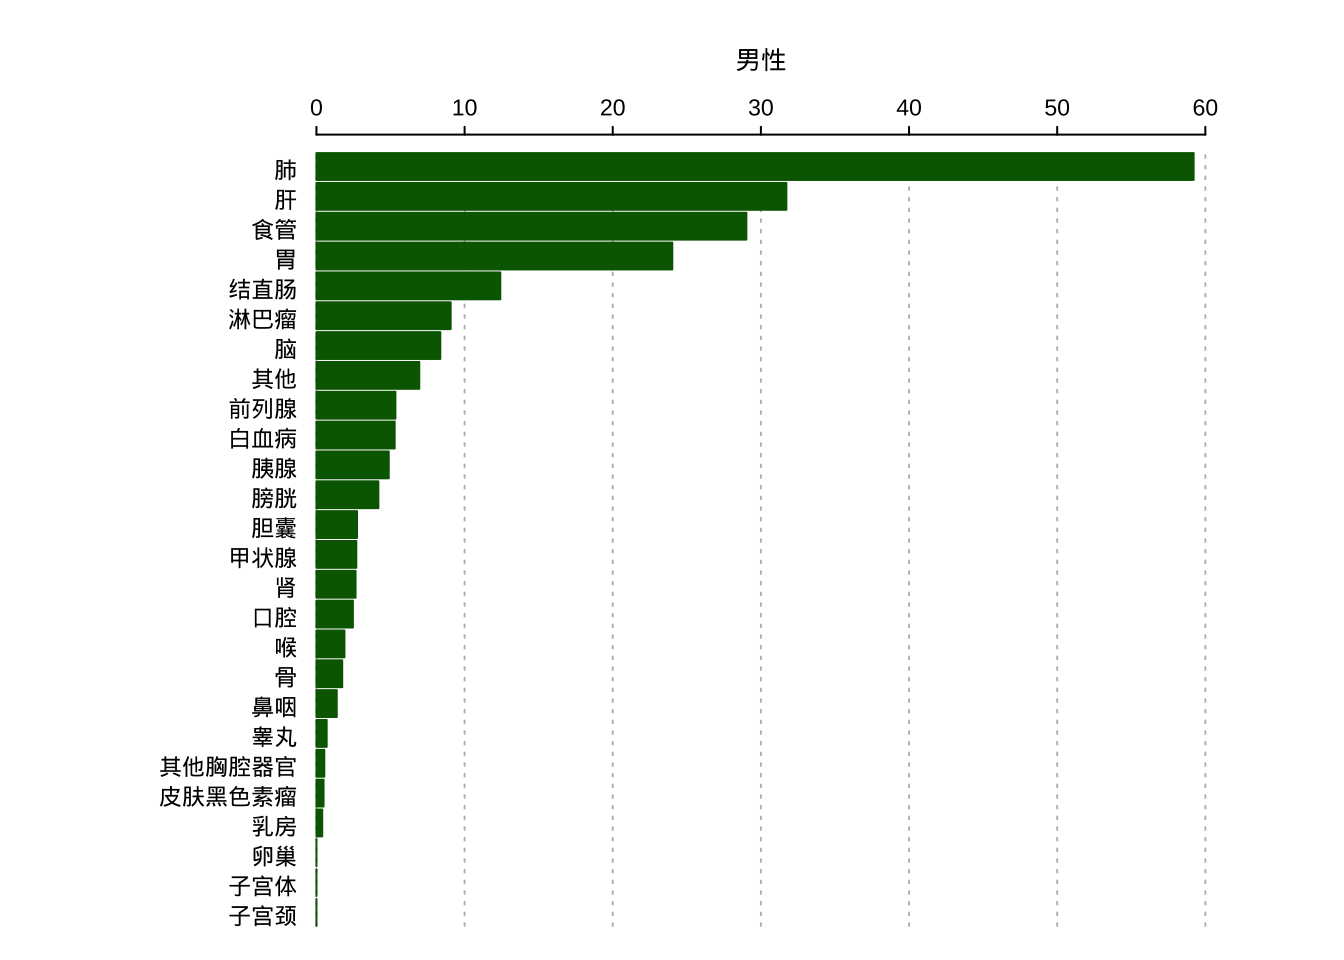 男性
0 10 20 30 40 50 60
肺
肝
食管
胃
结直肠
淋巴瘤
脑
其他
前列腺
白血病
胰腺
膀胱
胆囊
甲状腺
肾
口腔
喉
骨
鼻咽
睾丸
其他胸腔器官
皮肤黑色素瘤
乳房
卵巢
子宫体
子宫颈